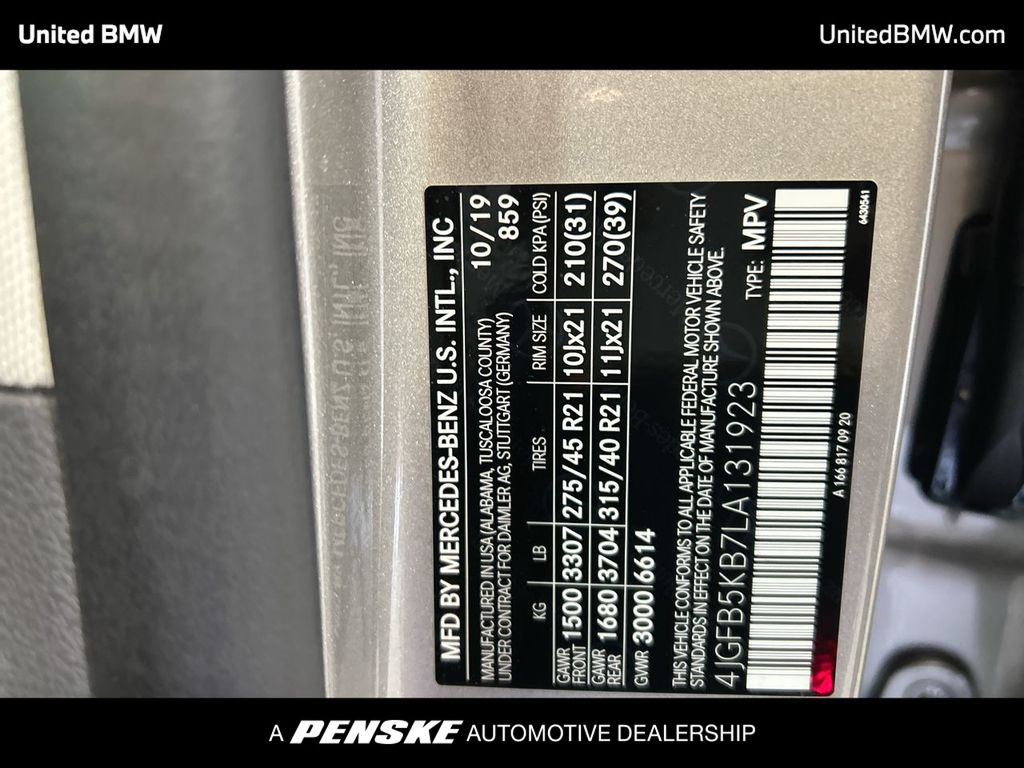 United BMW
UnitedBMW.com
MFD BY MERCEDES-BENZ U.S. INTL., INC
MANUFACTURED IN USA (ALABAMA, TUSCALOOSA COUNTY) 10/19
UNDER CONTRACT FOR DAIMLER AG, STUTTGART (GERMANY) 859
KG LB TIRES RIM SIZE COLD KPA (PSI)
GAWR FRONT 1500 3307 275/45 R21 10Jx21 210(31)
GAWR REAR 1680 3704 315/40 R21 11Jx21 270(39)
GVWR 3000 6614
THIS VEHICLE CONFORMS TO ALL APPLICABLE FEDERAL MOTOR VEHICLE SAFETY
STANDARDS IN EFFECT ON THE DATE OF MANUFACTURE SHOWN ABOVE.
4JGFB5KB7LA131923 TYPE: MPV
A 166 817 09 20
6430541
A PENSKE AUTOMOTIVE DEALERSHIP